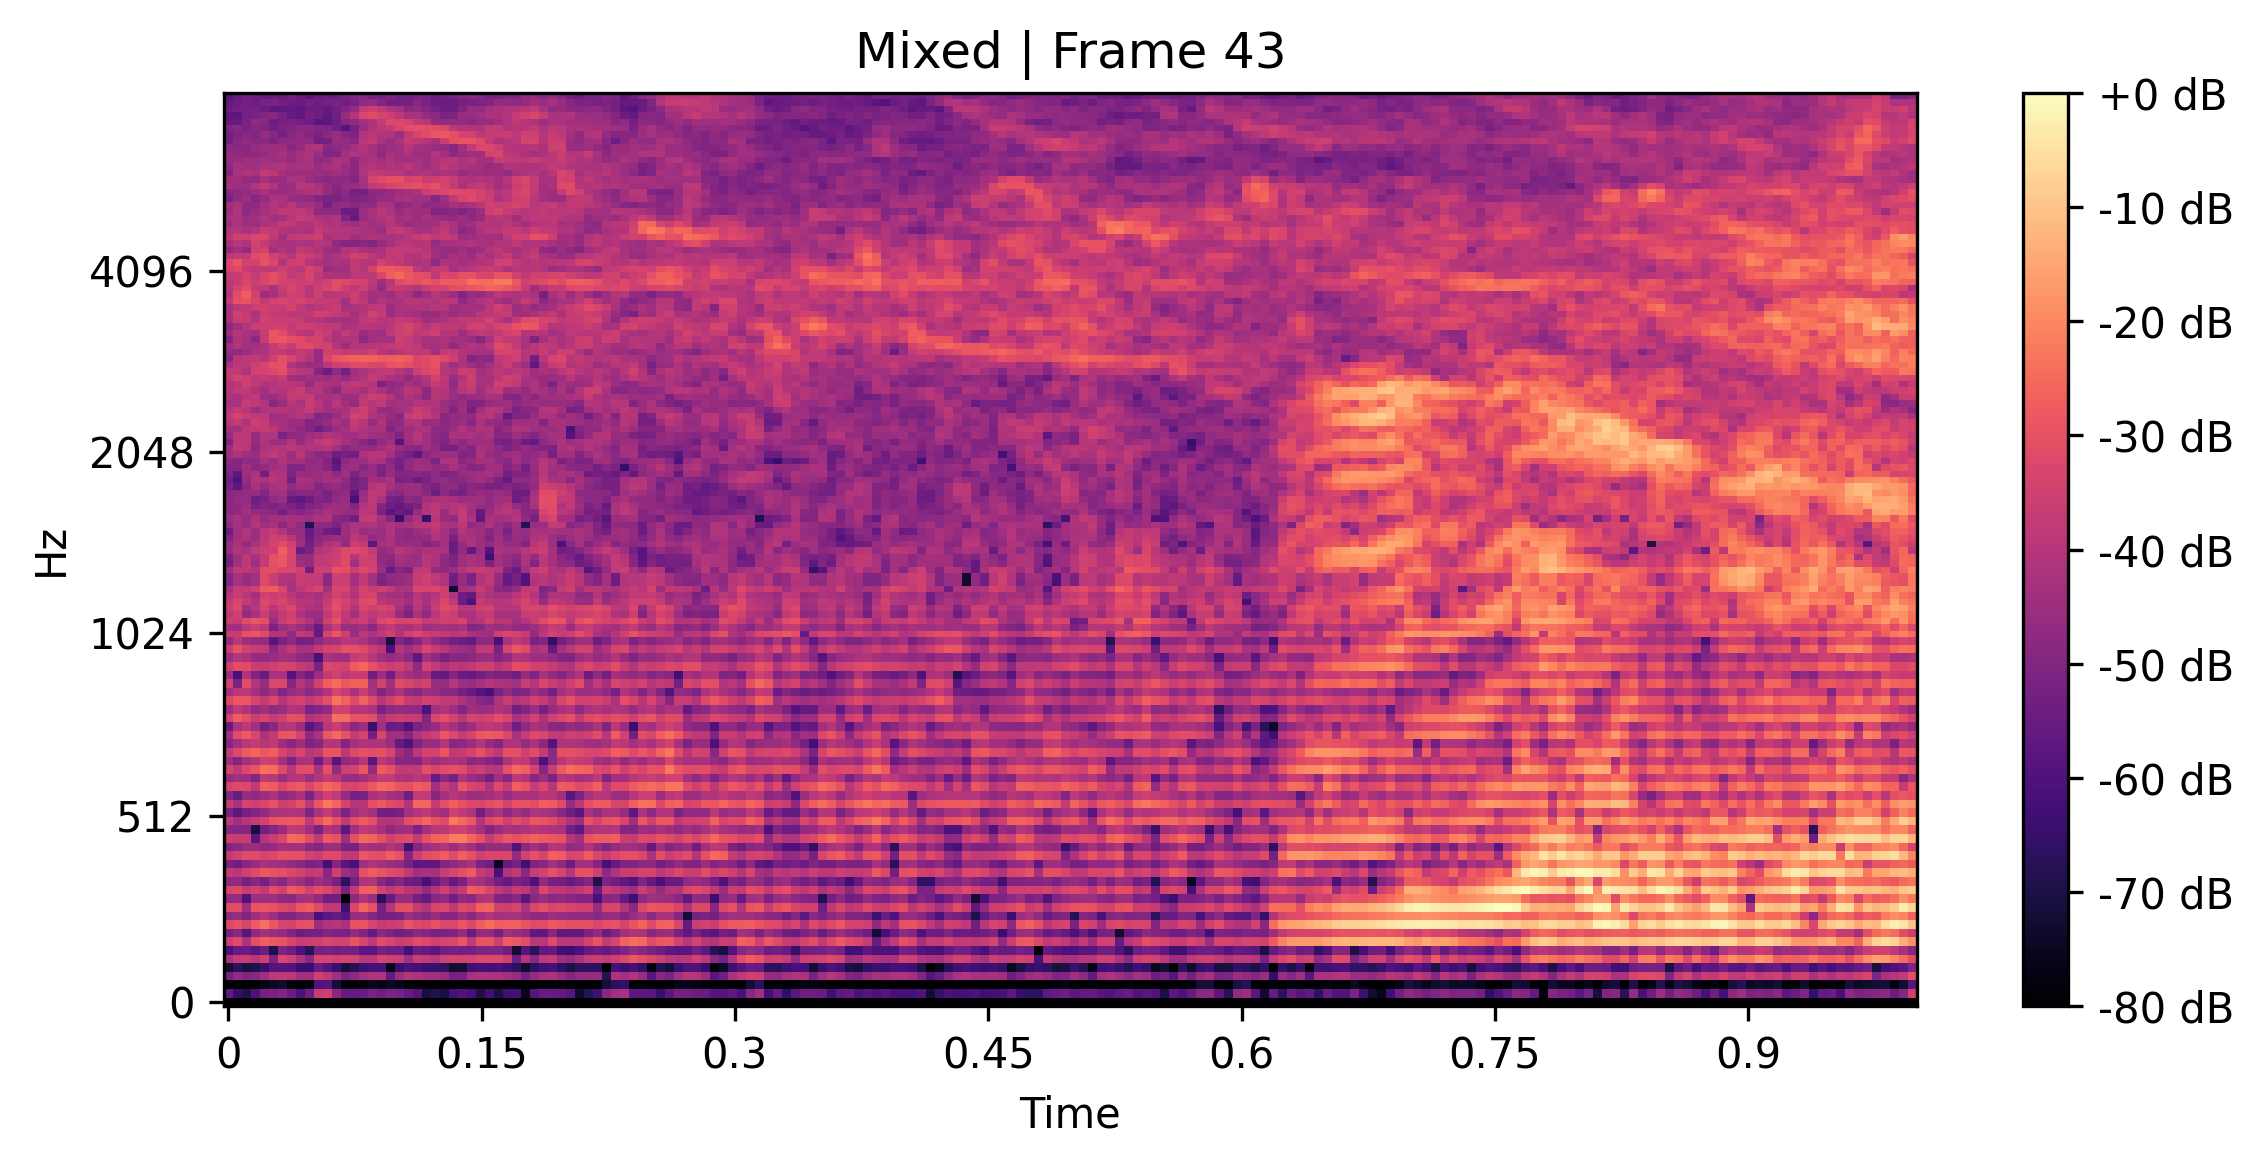 Mixed | Frame 43
Hz
4096
2048
1024
512
0
0 0.15 0.3 0.45 0.6 0.75 0.9
Time
+0 dB
-10 dB
-20 dB
-30 dB
-40 dB
-50 dB
-60 dB
-70 dB
-80 dB